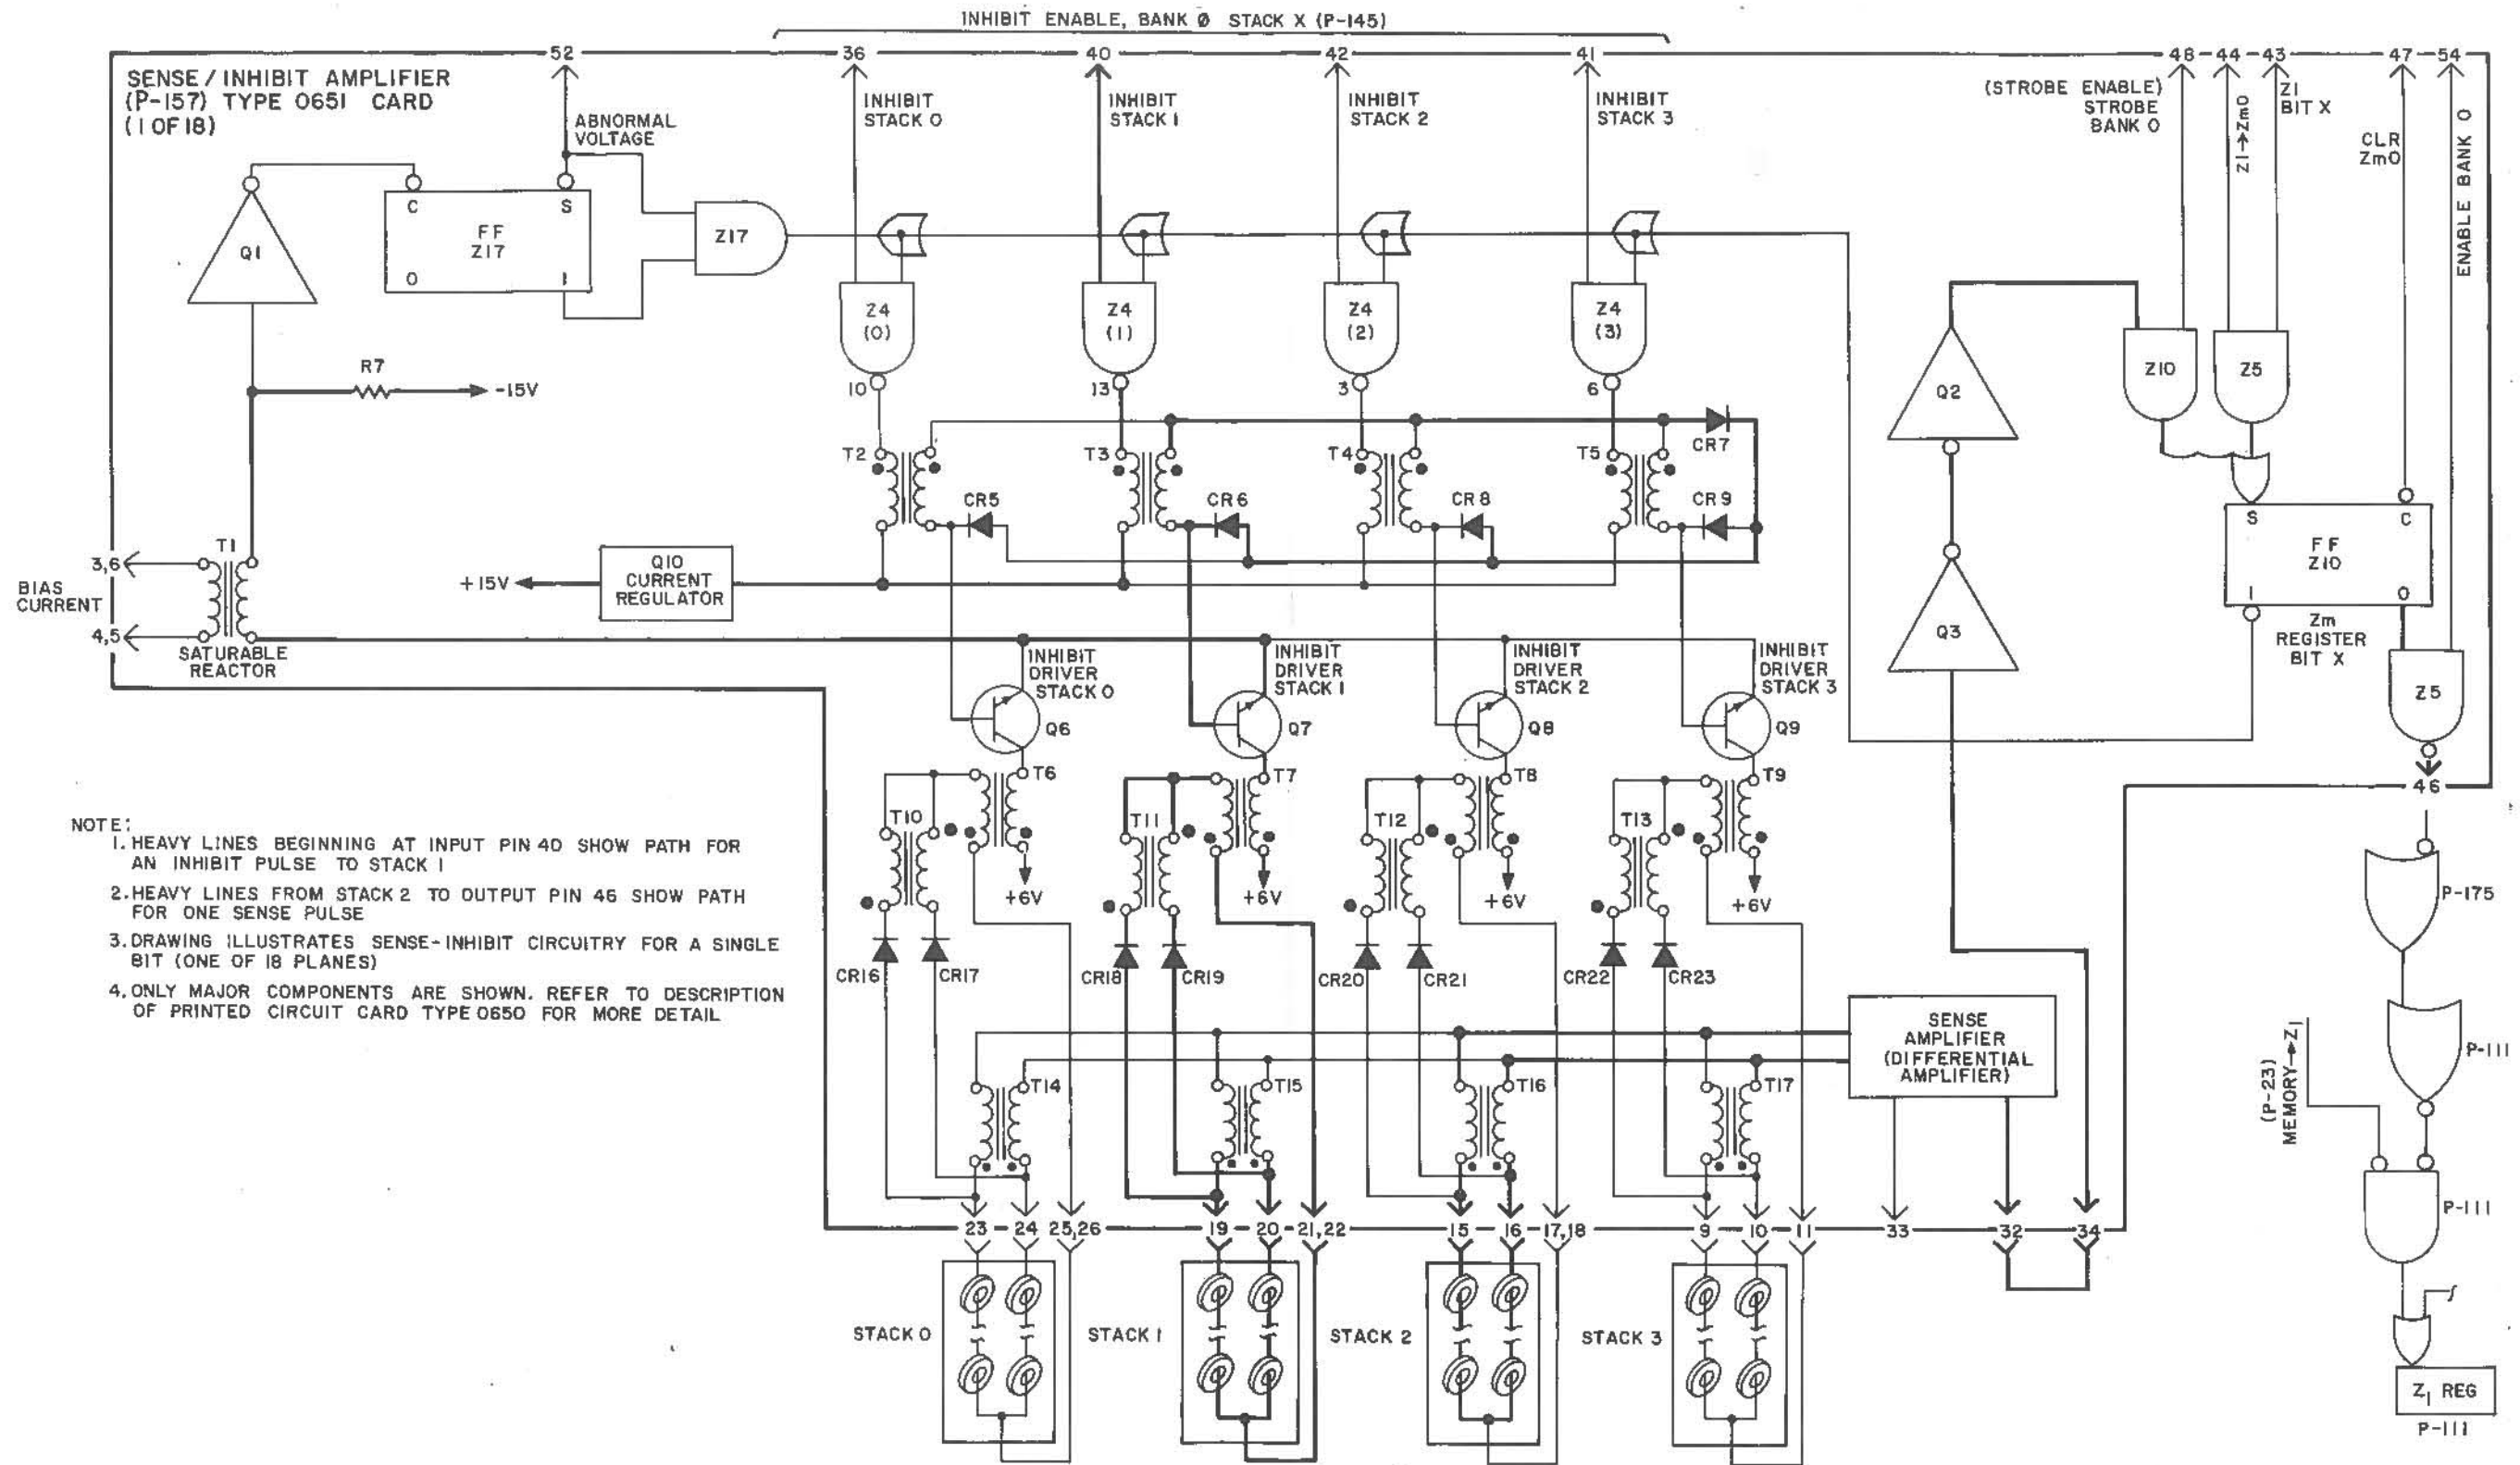 INHIBIT ENABLE, BANK Ø STACK X (P-145)
52
36
40
42
41
48
44
43
47
54
SENSE/INHIBIT AMPLIFIER
(P-157) TYPE 0651 CARD
(1 OF 18)
ABNORMAL
VOLTAGE
INHIBIT
STACK 0
INHIBIT
STACK 1
INHIBIT
STACK 2
INHIBIT
STACK 3
(STROBE ENABLE)
STROBE
BANK 0
Z1→Zm0
Z1
BIT X
CLR
Zm0
ENABLE BANK 0
Q1
C
S
FF
Z17
0
1
Z17
Z4
(0)
Z4
(1)
Z4
(2)
Z4
(3)
10
13
3
6
R7
-15V
Q2
Z10
Z5
T2
T3
T4
T5
CR7
CR5
CR6
CR8
CR9
S
C
FF
Z10
1
0
Zm
REGISTER
BIT X
Q3
Z5
46
T1
3,6
BIAS
CURRENT
4,5
SATURABLE
REACTOR
+15V
Q10
CURRENT
REGULATOR
INHIBIT
DRIVER
STACK 0
INHIBIT
DRIVER
STACK 1
INHIBIT
DRIVER
STACK 2
INHIBIT
DRIVER
STACK 3
Q6
Q7
Q8
Q9
T6
T7
T8
T9
T10
T11
T12
T13
+6V
+6V
+6V
+6V
NOTE:
1. HEAVY LINES BEGINNING AT INPUT PIN 40 SHOW PATH FOR
AN INHIBIT PULSE TO STACK 1
2. HEAVY LINES FROM STACK 2 TO OUTPUT PIN 46 SHOW PATH
FOR ONE SENSE PULSE
3. DRAWING ILLUSTRATES SENSE-INHIBIT CIRCUITRY FOR A SINGLE
BIT (ONE OF 18 PLANES)
4. ONLY MAJOR COMPONENTS ARE SHOWN. REFER TO DESCRIPTION
OF PRINTED CIRCUIT CARD TYPE 0650 FOR MORE DETAIL
CR16
CR17
CR18
CR19
CR20
CR21
CR22
CR23
T14
T15
T16
T17
SENSE
AMPLIFIER
(DIFFERENTIAL
AMPLIFIER)
P-175
P-111
(P-23)
MEMORY→Z1
P-111
23
24
25,26
19
20
21,22
15
16
17,18
9
10
11
33
32
34
STACK 0
STACK 1
STACK 2
STACK 3
Z1 REG
P-111